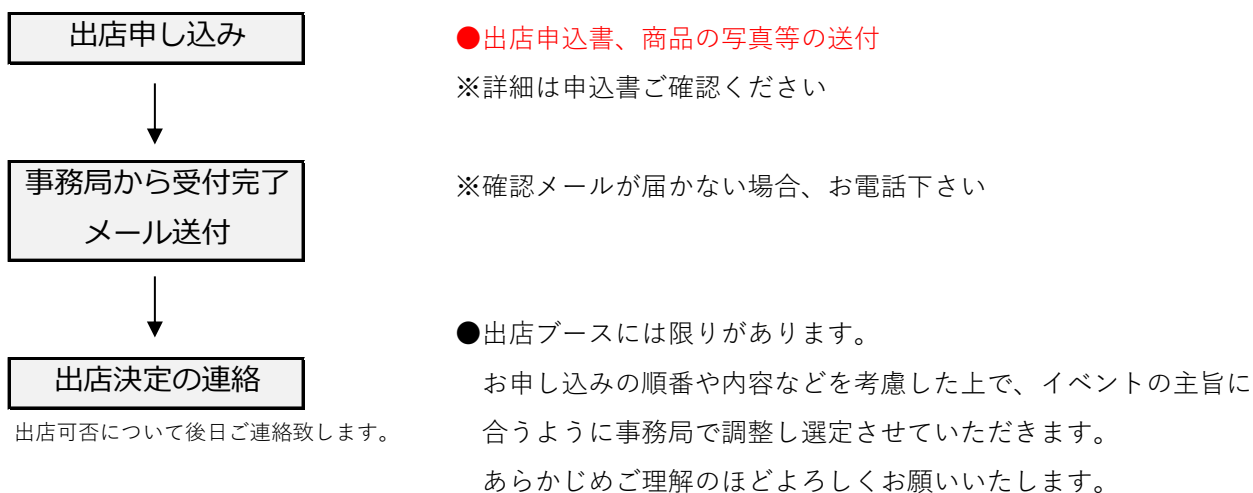 出店申し込み
●出店申込書、商品の写真等の送付
※詳細は申込書ご確認ください
事務局から受付完了
メール送付
※確認メールが届かない場合、お電話下さい
出店決定の連絡
出店可否について後日ご連絡致します。
●出店ブースには限りがあります。
お申し込みの順番や内容などを考慮した上で、イベントの主旨に
合うように事務局で調整し選定させていただきます。
あらかじめご理解のほどよろしくお願いいたします。